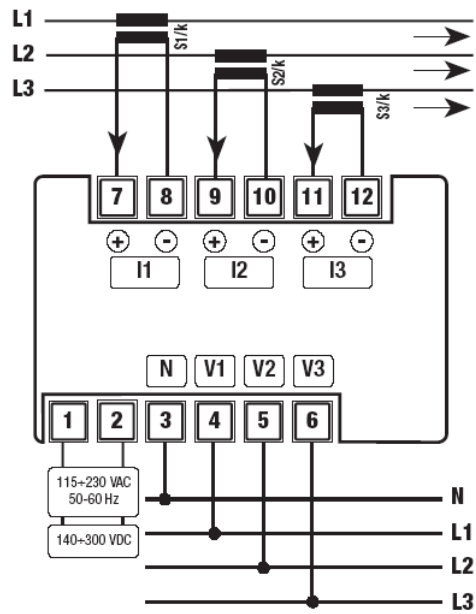 L1
S1/k
L2
S2/k
L3
S3/k
7 8 9 10 11 12
+ - + - + -
I1 I2 I3
N V1 V2 V3
1 2 3 4 5 6
115÷230 VAC
50-60 Hz
N
140÷300 VDC
L1
L2
L3